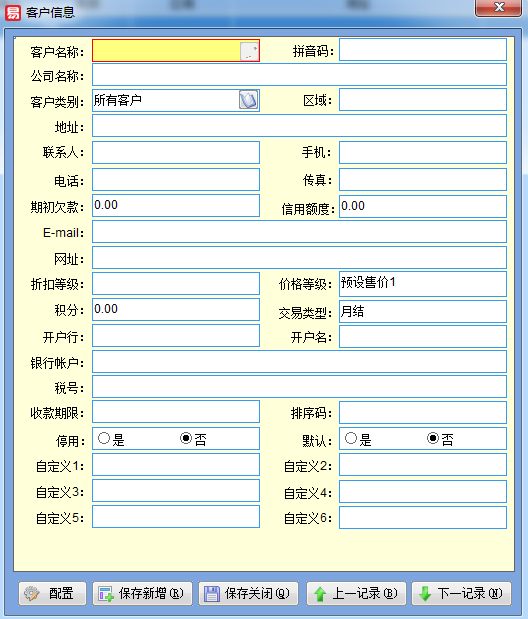 易 客户信息
客户名称： 拼音码：
公司名称：
客户类别： 所有客户 区域：
地址：
联系人： 手机：
电话： 传真：
期初欠款： 0.00 信用额度： 0.00
E-mail：
网址：
折扣等级： 价格等级： 预设售价1
积分： 0.00 交易类型： 月结
开户行： 开户名：
银行帐户：
税号：
收款期限： 排序码：
停用： 是 否 默认： 是 否
自定义1： 自定义2：
自定义3： 自定义4：
自定义5： 自定义6：
配置 保存新增(R) 保存关闭(Q) 上一记录(B) 下一记录(N)